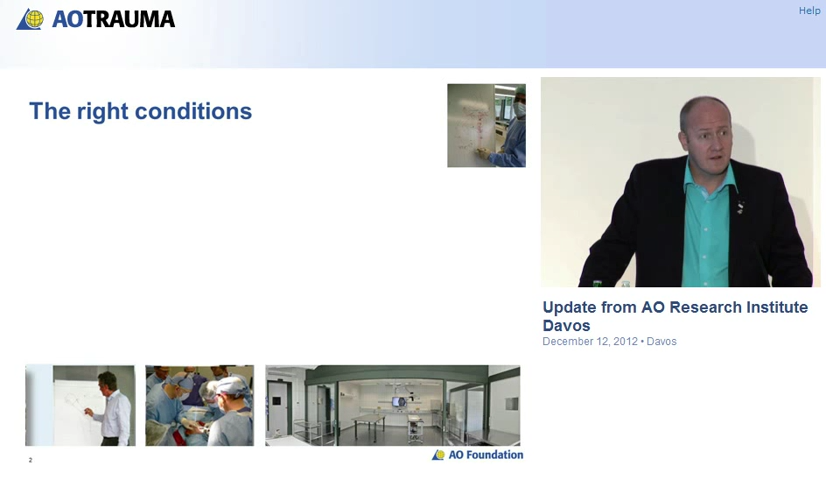 AOTRAUMA
Help
The right conditions
Update from AO Research Institute
Davos
December 12, 2012 • Davos
2
AO Foundation